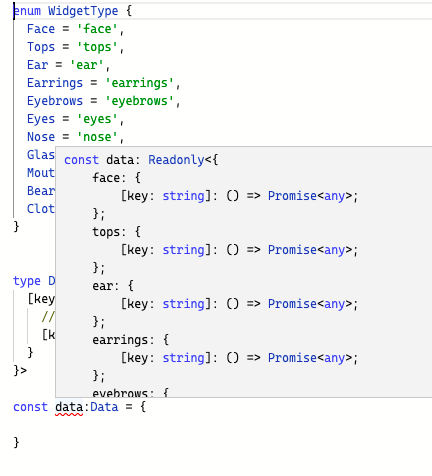 enum WidgetType {
Face = 'face',
Tops = 'tops',
Ear = 'ear',
Earrings = 'earrings',
Eyebrows = 'eyebrows',
Eyes = 'eyes',
Nose = 'nose',
Glas
Mout
Bear
Clot
}
const data: Readonly<{
face: {
[key: string]: () => Promise<any>;
};
tops: {
[key: string]: () => Promise<any>;
};
ear: {
[key: string]: () => Promise<any>;
};
earrings: {
[key: string]: () => Promise<any>;
};
eyebrows: {
type D
[key
//
[k
}
}>
const data:Data = {
}